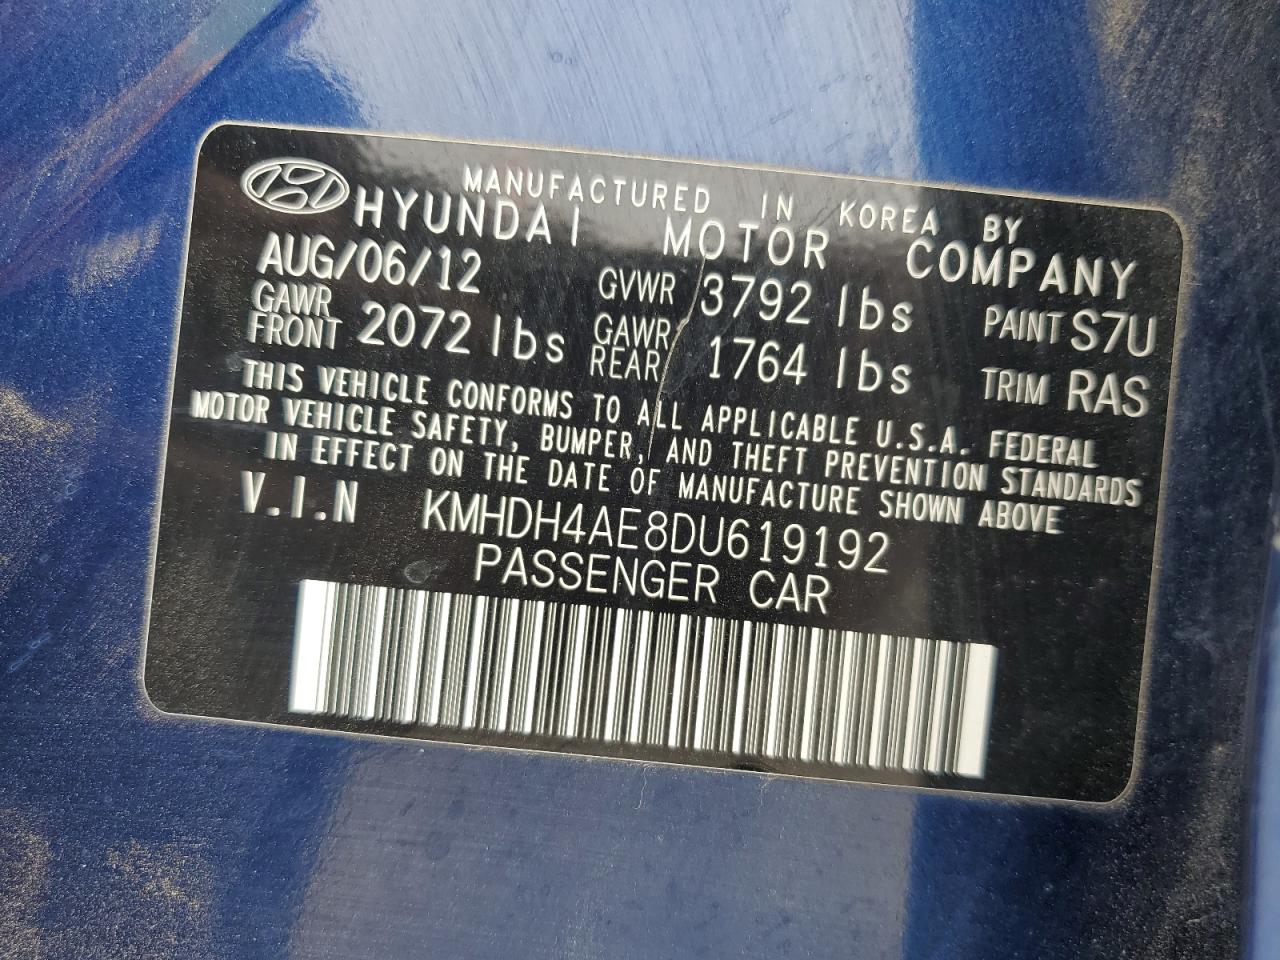 MANUFACTURED IN KOREA BY
HYUNDAI MOTOR COMPANY
AUG/06/12 GVWR 3792 lbs PAINT S7U
GAWR FRONT 2072 lbs GAWR REAR 1764 lbs TRIM RAS
THIS VEHICLE CONFORMS TO ALL APPLICABLE U.S.A. FEDERAL
MOTOR VEHICLE SAFETY, BUMPER, AND THEFT PREVENTION STANDARDS
IN EFFECT ON THE DATE OF MANUFACTURE SHOWN ABOVE
V.I.N KMHDH4AE8DU619192
PASSENGER CAR